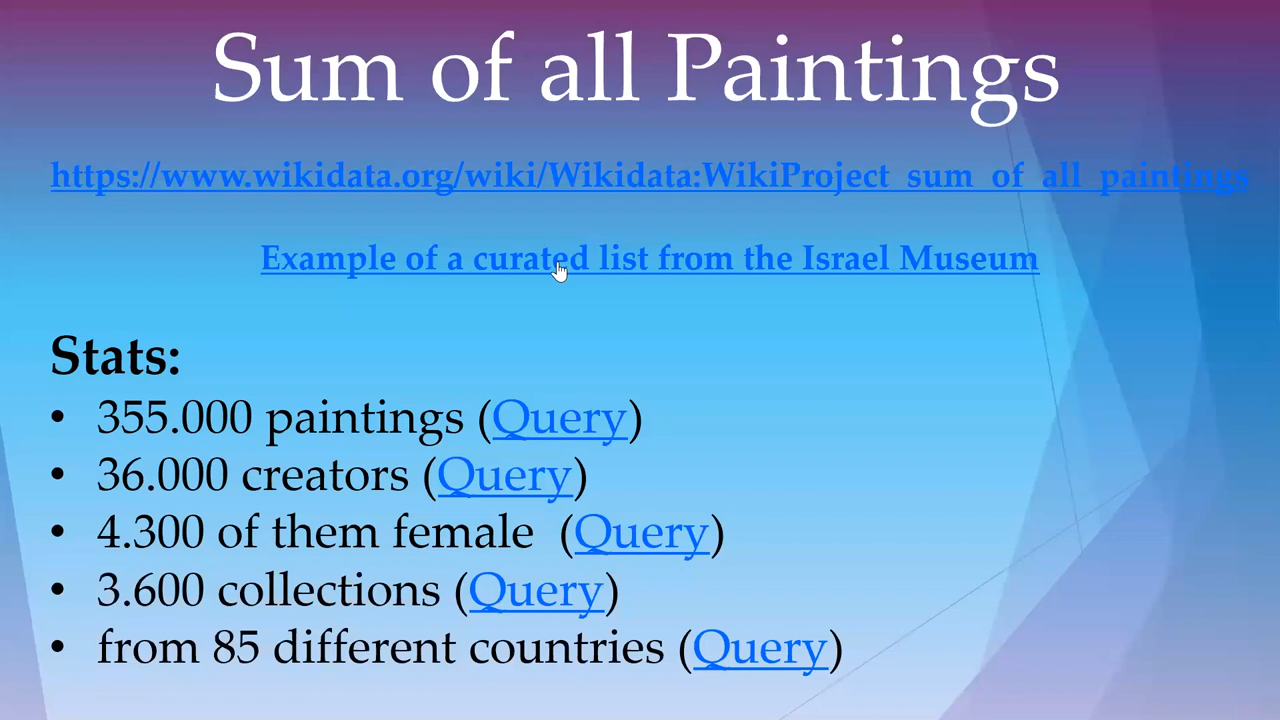 Sum of all Paintings
https://www.wikidata.org/wiki/Wikidata:WikiProject_sum_of_all_paintings
Example of a curated list from the Israel Museum
Stats:
• 355.000 paintings (Query)
• 36.000 creators (Query)
• 4.300 of them female (Query)
• 3.600 collections (Query)
• from 85 different countries (Query)